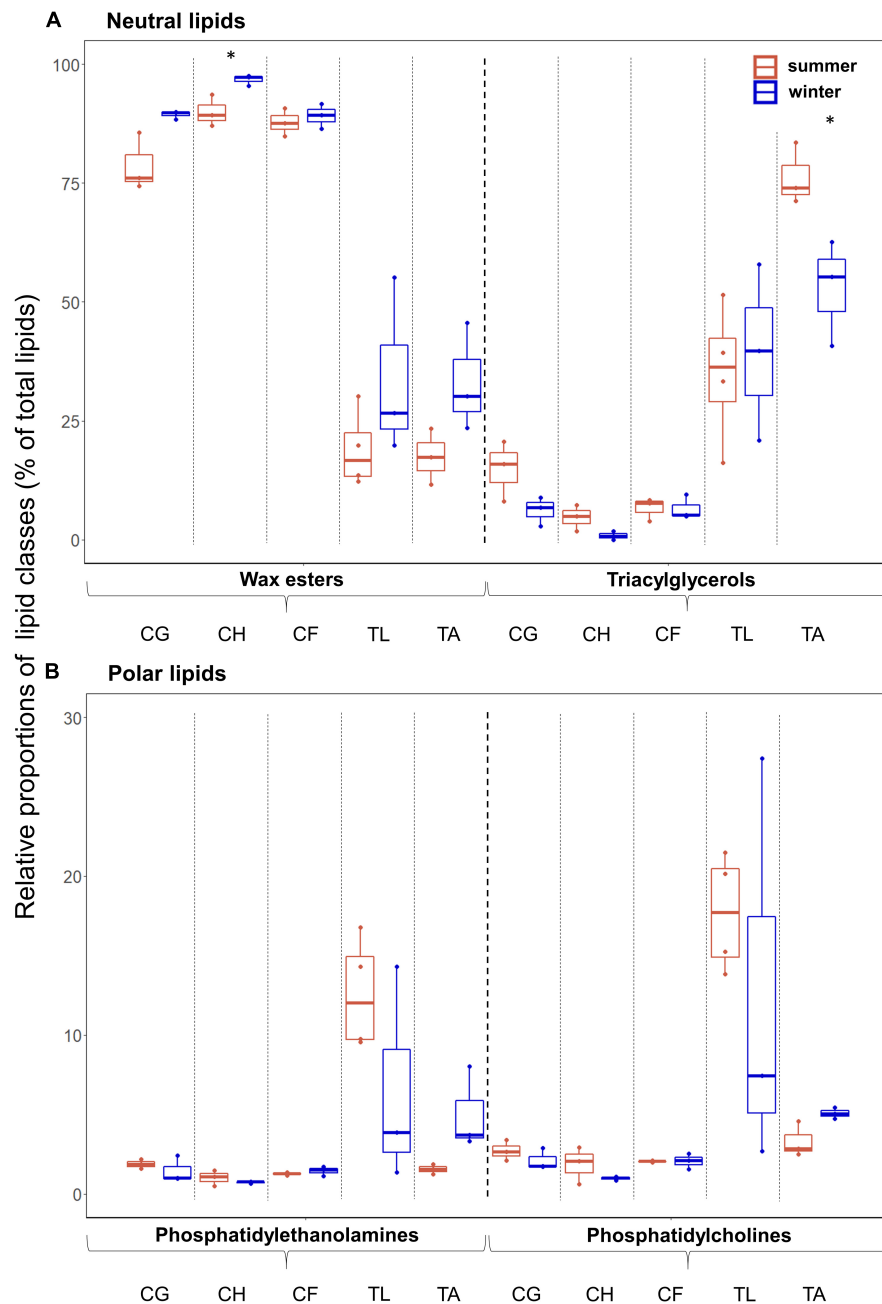 A Neutral lipids
100
75
50
25
0
*
summer
winter
*
Wax esters Triacylglycerols
CG CH CF TL TA CG CH CF TL TA
Relative proportions of lipid classes (% of total lipids)
B Polar lipids
30
20
10
0
Phosphatidylethanolamines Phosphatidylcholines
CG CH CF TL TA CG CH CF TL TA